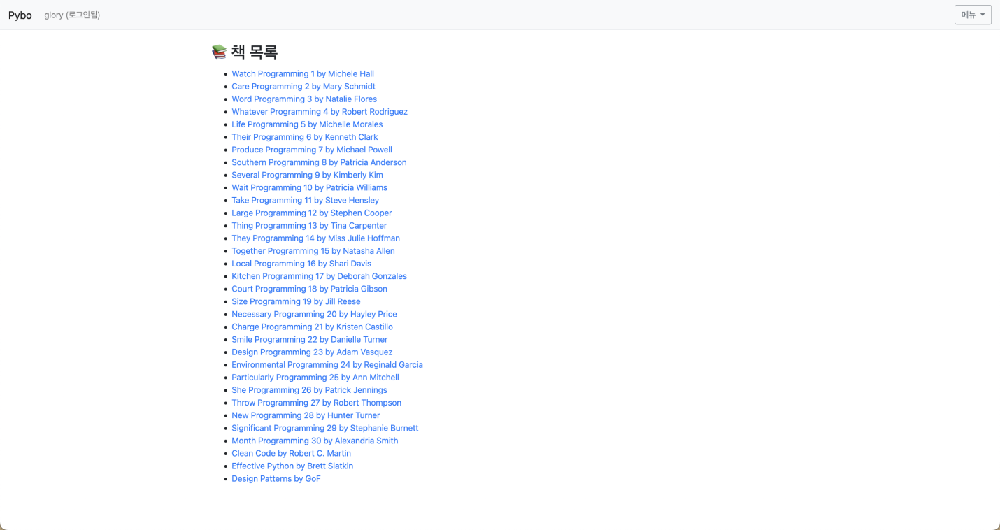 Pybo glory (로그인됨) 메뉴
책 목록
Watch Programming 1 by Michele Hall
Care Programming 2 by Mary Schmidt
Word Programming 3 by Natalie Flores
Whatever Programming 4 by Robert Rodriguez
Life Programming 5 by Michelle Morales
Their Programming 6 by Kenneth Clark
Produce Programming 7 by Michael Powell
Southern Programming 8 by Patricia Anderson
Several Programming 9 by Kimberly Kim
Wait Programming 10 by Patricia Williams
Take Programming 11 by Steve Hensley
Large Programming 12 by Stephen Cooper
Thing Programming 13 by Tina Carpenter
They Programming 14 by Miss Julie Hoffman
Together Programming 15 by Natasha Allen
Local Programming 16 by Shari Davis
Kitchen Programming 17 by Deborah Gonzales
Court Programming 18 by Patricia Gibson
Size Programming 19 by Jill Reese
Necessary Programming 20 by Hayley Price
Charge Programming 21 by Kristen Castillo
Smile Programming 22 by Danielle Turner
Design Programming 23 by Adam Vasquez
Environmental Programming 24 by Reginald Garcia
Particularly Programming 25 by Ann Mitchell
She Programming 26 by Patrick Jennings
Throw Programming 27 by Robert Thompson
New Programming 28 by Hunter Turner
Significant Programming 29 by Stephanie Burnett
Month Programming 30 by Alexandria Smith
Clean Code by Robert C. Martin
Effective Python by Brett Slatkin
Design Patterns by GoF